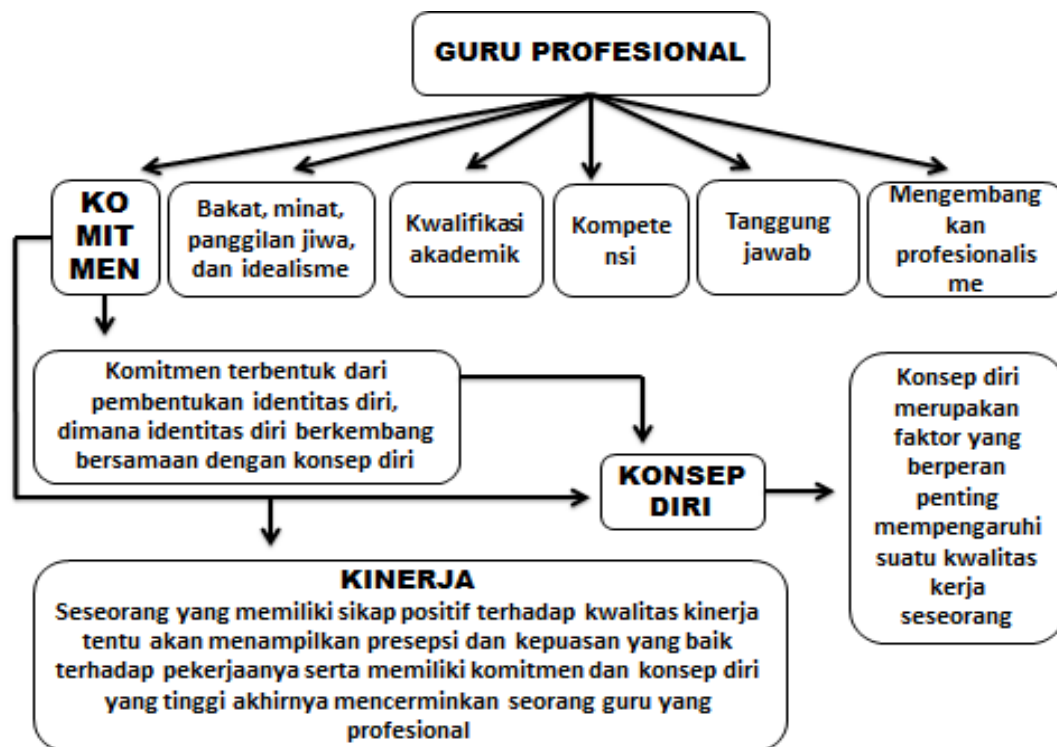 GURU PROFESIONAL
KO
MIT
MEN
Bakat, minat,
panggilan jiwa,
dan idealisme
Kwalifikasi
akademik
Kompete
nsi
Tanggung
jawab
Mengembang
kan
profesionalis
me
Komitmen terbentuk dari
pembentukan identitas diri,
dimana identitas diri berkembang
bersamaan dengan konsep diri
KONSEP
DIRI
Konsep diri
merupakan
faktor yang
berperan
penting
mempengaruhi
suatu kwalitas
kerja
seseorang
KINERJA
Seseorang yang memiliki sikap positif terhadap kwalitas kinerja
tentu akan menampilkan presepsi dan kepuasan yang baik
terhadap pekerjaanya serta memiliki komitmen dan konsep diri
yang tinggi akhirnya mencerminkan seorang guru yang
profesional